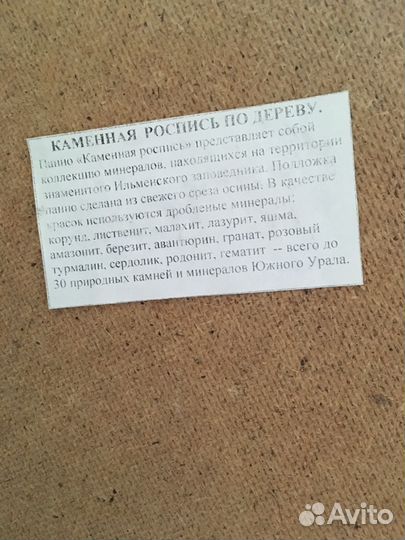 КАМЕННАЯ РОСПИСЬ ПО ДЕРЕВУ.
Панно «Каменная роспись» представляет собой
коллекцию минералов, находящихся на территории
знаменитого Ильменского заповедника. Подложка
панно сделана из свежего среза осины. В качестве
красок используются дробленые минералы:
корунд, лиственит, малахит, лазурит, яшма,
амазонит, березит, авантюрин, гранат, розовый
турмалин, сердолик, родонит, гематит -- всего до
30 природных камней и минералов Южного Урала.
Avito